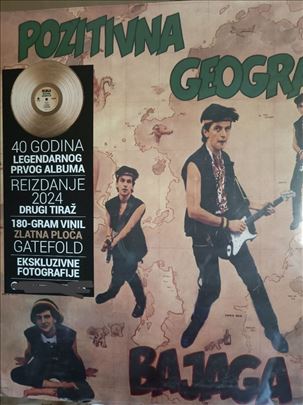 POZITIVNA
GEOGRA
40 GODINA
LEGENDARNOG
PRVOG ALBUMA
REIZDANJE
2024
DRUGI TIRAŽ
180-GRAM VINIL
ZLATNA PLOČA
GATEFOLD
EKSKLUZIVNE
FOTOGRAFIJE
BAJAGA